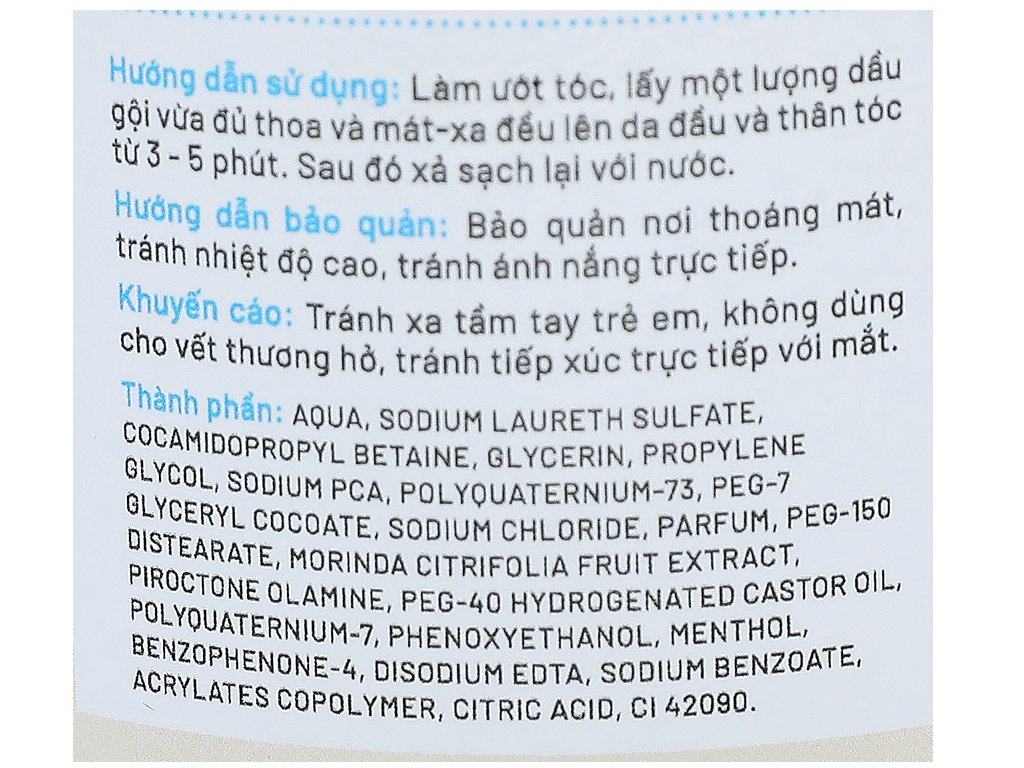 Hướng dẫn sử dụng: Làm ướt tóc, lấy một lượng dầu
gội vừa đủ thoa và mát-xa đều lên da đầu và thân tóc
từ 3 - 5 phút. Sau đó xả sạch lại với nước.
Hướng dẫn bảo quản: Bảo quản nơi thoáng mát,
tránh nhiệt độ cao, tránh ánh nắng trực tiếp.
Khuyến cáo: Tránh xa tầm tay trẻ em, không dùng
cho vết thương hở, tránh tiếp xúc trực tiếp với mắt.
Thành phần: AQUA, SODIUM LAURETH SULFATE,
COCAMIDOPROPYL BETAINE, GLYCERIN, PROPYLENE
GLYCOL, SODIUM PCA, POLYQUATERNIUM-73, PEG-7
GLYCERYL COCOATE, SODIUM CHLORIDE, PARFUM, PEG-150
DISTEARATE, MORINDA CITRIFOLIA FRUIT EXTRACT,
PIROCTONE OLAMINE, PEG-40 HYDROGENATED CASTOR OIL,
POLYQUATERNIUM-7, PHENOXYETHANOL, MENTHOL,
BENZOPHENONE-4, DISODIUM EDTA, SODIUM BENZOATE,
ACRYLATES COPOLYMER, CITRIC ACID, CI 42090.